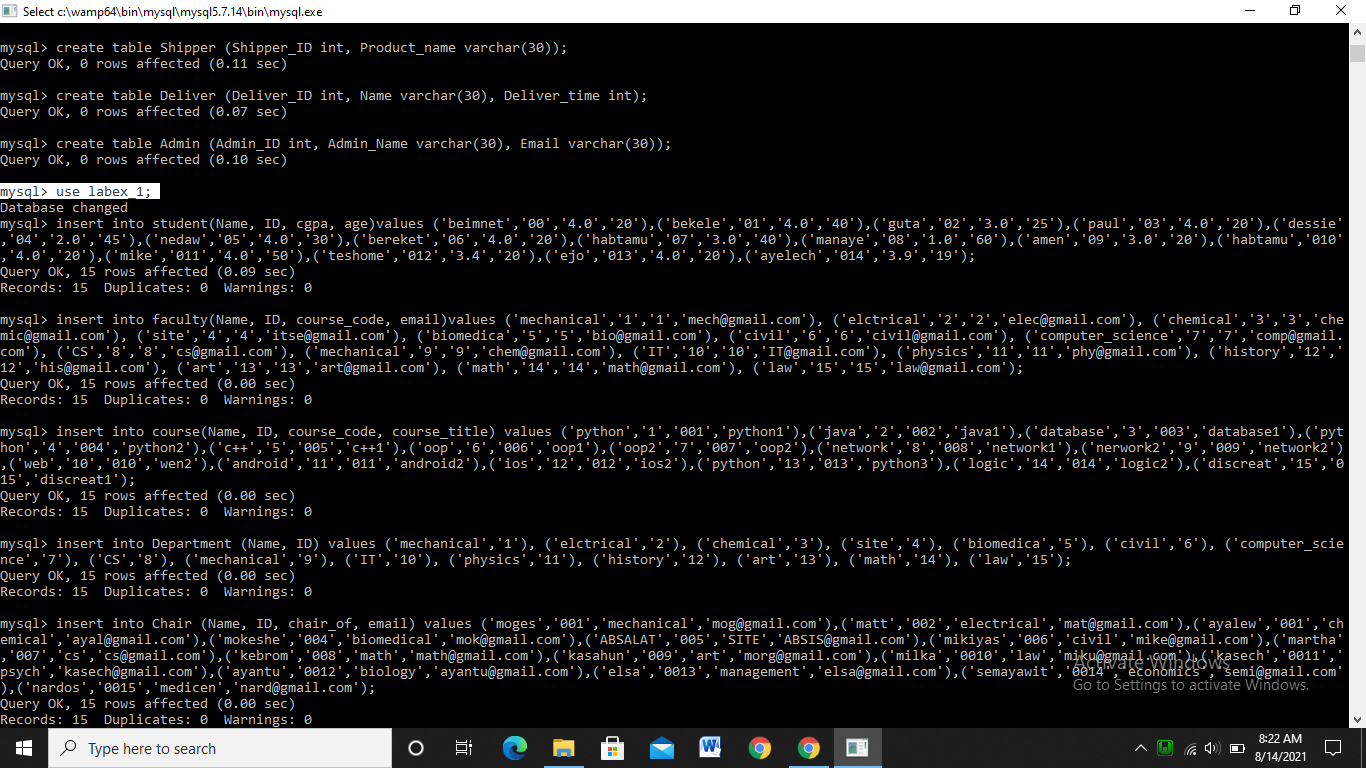 Select c:\wamp64\bin\mysql\mysql5.7.14\bin\mysql.exe
mysql> create table Shipper (Shipper_ID int, Product_name varchar(30));
Query OK, 0 rows affected (0.11 sec)
mysql> create table Deliver (Deliver_ID int, Name varchar(30), Deliver_time int);
Query OK, 0 rows affected (0.07 sec)
mysql> create table Admin (Admin_ID int, Admin_Name varchar(30), Email varchar(30));
Query OK, 0 rows affected (0.10 sec)
mysql> use labex_1;
Database changed
mysql> insert into student(Name, ID, cgpa, age)values ('beimnet','00','4.0','20'),('bekele','01','4.0','40'),('guta','02','3.0','25'),('paul','03','4.0','20'),('dessie'
,'04','2.0','45'),('nedaw','05','4.0','30'),('bereket','06','4.0','20'),('habtamu','07','3.0','40'),('manaye','08','1.0','60'),('amen','09','3.0','20'),('habtamu','010'
,'4.0','20'),('mike','011','4.0','50'),('teshome','012','3.4','20'),('ejo','013','4.0','20'),('ayelech','014','3.9','19');
Query OK, 15 rows affected (0.09 sec)
Records: 15  Duplicates: 0  Warnings: 0
mysql> insert into faculty(Name, ID, course_code, email)values ('mechanical','1','1','mech@gmail.com'), ('elctrical','2','2','elec@gmail.com'), ('chemical','3','3','che
mic@gmail.com'), ('site','4','4','itse@gmail.com'), ('biomedica','5','5','bio@gmail.com'), ('civil','6','6','civil@gmail.com'), ('computer_science','7','7','comp@gmail.
com'), ('CS','8','8','cs@gmail.com'), ('mechanical','9','9','chem@gmail.com'), ('IT','10','10','IT@gmail.com'), ('physics','11','11','phy@gmail.com'), ('history','12','
12','his@gmail.com'), ('art','13','13','art@gmail.com'), ('math','14','14','math@gmail.com'), ('law','15','15','law@gmail.com');
Query OK, 15 rows affected (0.00 sec)
Records: 15  Duplicates: 0  Warnings: 0
mysql> insert into course(Name, ID, course_code, course_title) values ('python','1','001','python1'),('java','2','002','java1'),('database','3','003','database1'),('pyt
hon','4','004','python2'),('c++','5','005','c++1'),('oop','6','006','oop1'),('oop2','7','007','oop2'),('network','8','008','network1'),('nerwork2','9','009','network2')
,('web','10','010','wen2'),('android','11','011','android2'),('ios','12','012','ios2'),('python','13','013','python3'),('logic','14','014','logic2'),('discreat','15','0
15','discreat1');
Query OK, 15 rows affected (0.00 sec)
Records: 15  Duplicates: 0  Warnings: 0
mysql> insert into Department (Name, ID) values ('mechanical','1'), ('elctrical','2'), ('chemical','3'), ('site','4'), ('biomedica','5'), ('civil','6'), ('computer_scie
nce','7'), ('CS','8'), ('mechanical','9'), ('IT','10'), ('physics','11'), ('history','12'), ('art','13'), ('math','14'), ('law','15');
Query OK, 15 rows affected (0.00 sec)
Records: 15  Duplicates: 0  Warnings: 0
mysql> insert into Chair (Name, ID, chair_of, email) values ('moges','001','mechanical','mog@gmail.com'),('matt','002','electrical','mat@gmail.com'),('ayalew','001','ch
emical','ayal@gmail.com'),('mokeshe','004','biomedical','mok@gmail.com'),('ABSALAT','005','SITE','ABSIS@gmail.com'),('mikiyas','006','civil','mike@gmail.com'),('martha'
,'007','cs','cs@gmail.com'),('kebrom','008','math','math@gmail.com'),('kasahun','009','art','morg@gmail.com'),('milka','0010','law','miku@gmail.com'),('kasech','0011','
psych','kasech@gmail.com'),('ayantu','0012','biology','ayantu@gmail.com'),('elsa','0013','management','elsa@gmail.com'),('semayawit','0014','economics','semi@gmail.com'
),('nardos','0015','medicen','nard@gmail.com');
Query OK, 15 rows affected (0.00 sec)
Records: 15  Duplicates: 0  Warnings: 0
Activate Windows
Go to Settings to activate Windows.
Type here to search
8:22 AM
8/14/2021